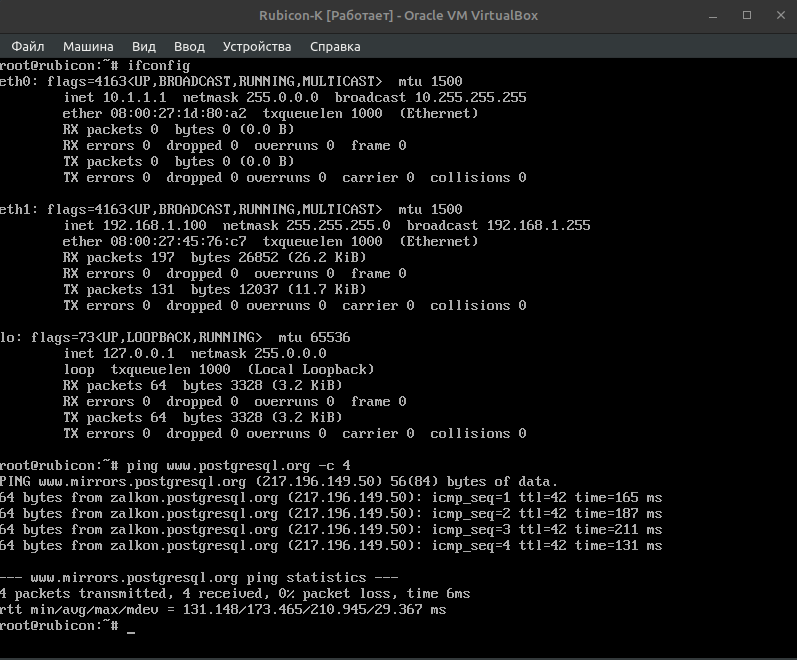 Rubicon-K [Работает] - Oracle VM VirtualBox
Файл Машина Вид Ввод Устройства Справка
root@rubicon:~# ifconfig
eth0: flags=4163<UP,BROADCAST,RUNNING,MULTICAST>  mtu 1500
        inet 10.1.1.1  netmask 255.0.0.0  broadcast 10.255.255.255
        ether 08:00:27:1d:80:a2  txqueuelen 1000  (Ethernet)
        RX packets 0  bytes 0 (0.0 B)
        RX errors 0  dropped 0  overruns 0  frame 0
        TX packets 0  bytes 0 (0.0 B)
        TX errors 0  dropped 0 overruns 0  carrier 0  collisions 0
eth1: flags=4163<UP,BROADCAST,RUNNING,MULTICAST>  mtu 1500
        inet 192.168.1.100  netmask 255.255.255.0  broadcast 192.168.1.255
        ether 08:00:27:45:76:c7  txqueuelen 1000  (Ethernet)
        RX packets 197  bytes 26852 (26.2 KiB)
        RX errors 0  dropped 0  overruns 0  frame 0
        TX packets 131  bytes 12037 (11.7 KiB)
        TX errors 0  dropped 0 overruns 0  carrier 0  collisions 0
lo: flags=73<UP,LOOPBACK,RUNNING>  mtu 65536
        inet 127.0.0.1  netmask 255.0.0.0
        loop  txqueuelen 1000  (Local Loopback)
        RX packets 64  bytes 3328 (3.2 KiB)
        RX errors 0  dropped 0  overruns 0  frame 0
        TX packets 64  bytes 3328 (3.2 KiB)
        TX errors 0  dropped 0 overruns 0  carrier 0  collisions 0
root@rubicon:~# ping www.postgresql.org -c 4
PING www.mirrors.postgresql.org (217.196.149.50) 56(84) bytes of data.
64 bytes from zalkon.postgresql.org (217.196.149.50): icmp_seq=1 ttl=42 time=165 ms
64 bytes from zalkon.postgresql.org (217.196.149.50): icmp_seq=2 ttl=42 time=187 ms
64 bytes from zalkon.postgresql.org (217.196.149.50): icmp_seq=3 ttl=42 time=211 ms
64 bytes from zalkon.postgresql.org (217.196.149.50): icmp_seq=4 ttl=42 time=131 ms
--- www.mirrors.postgresql.org ping statistics ---
4 packets transmitted, 4 received, 0% packet loss, time 6ms
rtt min/avg/max/mdev = 131.148/173.465/210.945/29.367 ms
root@rubicon:~# _